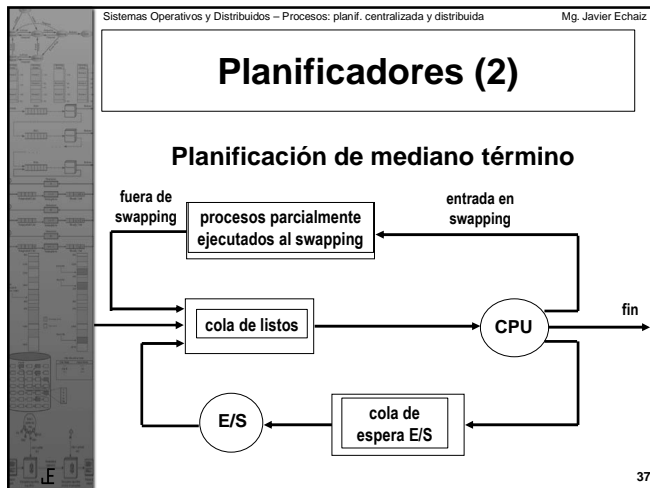 Sistemas Operativos y Distribuidos – Procesos: planif. centralizada y distribuida Mg. Javier Echaiz
Planificadores (2)
Planificación de mediano término
fuera de
swapping
procesos parcialmente
ejecutados al swapping
entrada en
swapping
cola de listos
CPU
fin
E/S
cola de
espera E/S
JE
37